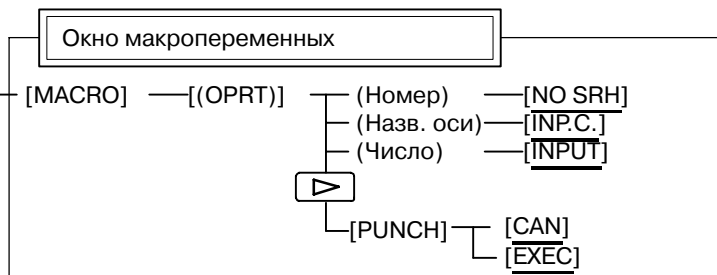 Окно макропеременных
[MACRO] [(OPRT)] (Номер) [NO SRH]
(Назв. оси) [INP.C.]
(Число) [INPUT]
[PUNCH] [CAN]
[EXEC]